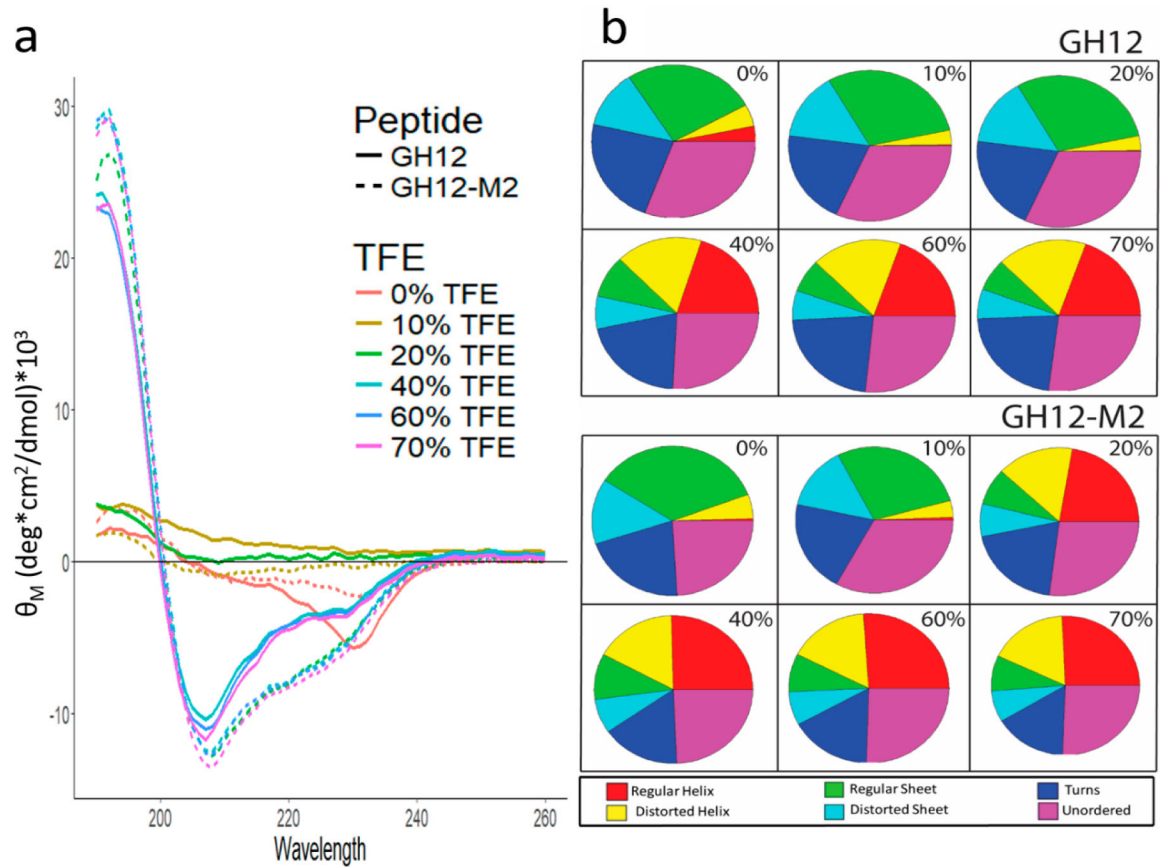 a
θM (deg*cm²/dmol)*10³
30
20
10
0
-10
200
220
240
260
Wavelength
Peptide
GH12
GH12-M2
TFE
0% TFE
10% TFE
20% TFE
40% TFE
60% TFE
70% TFE
b
GH12
0%
10%
20%
40%
60%
70%
GH12-M2
0%
10%
20%
40%
60%
70%
Regular Helix
Regular Sheet
Turns
Distorted Helix
Distorted Sheet
Unordered